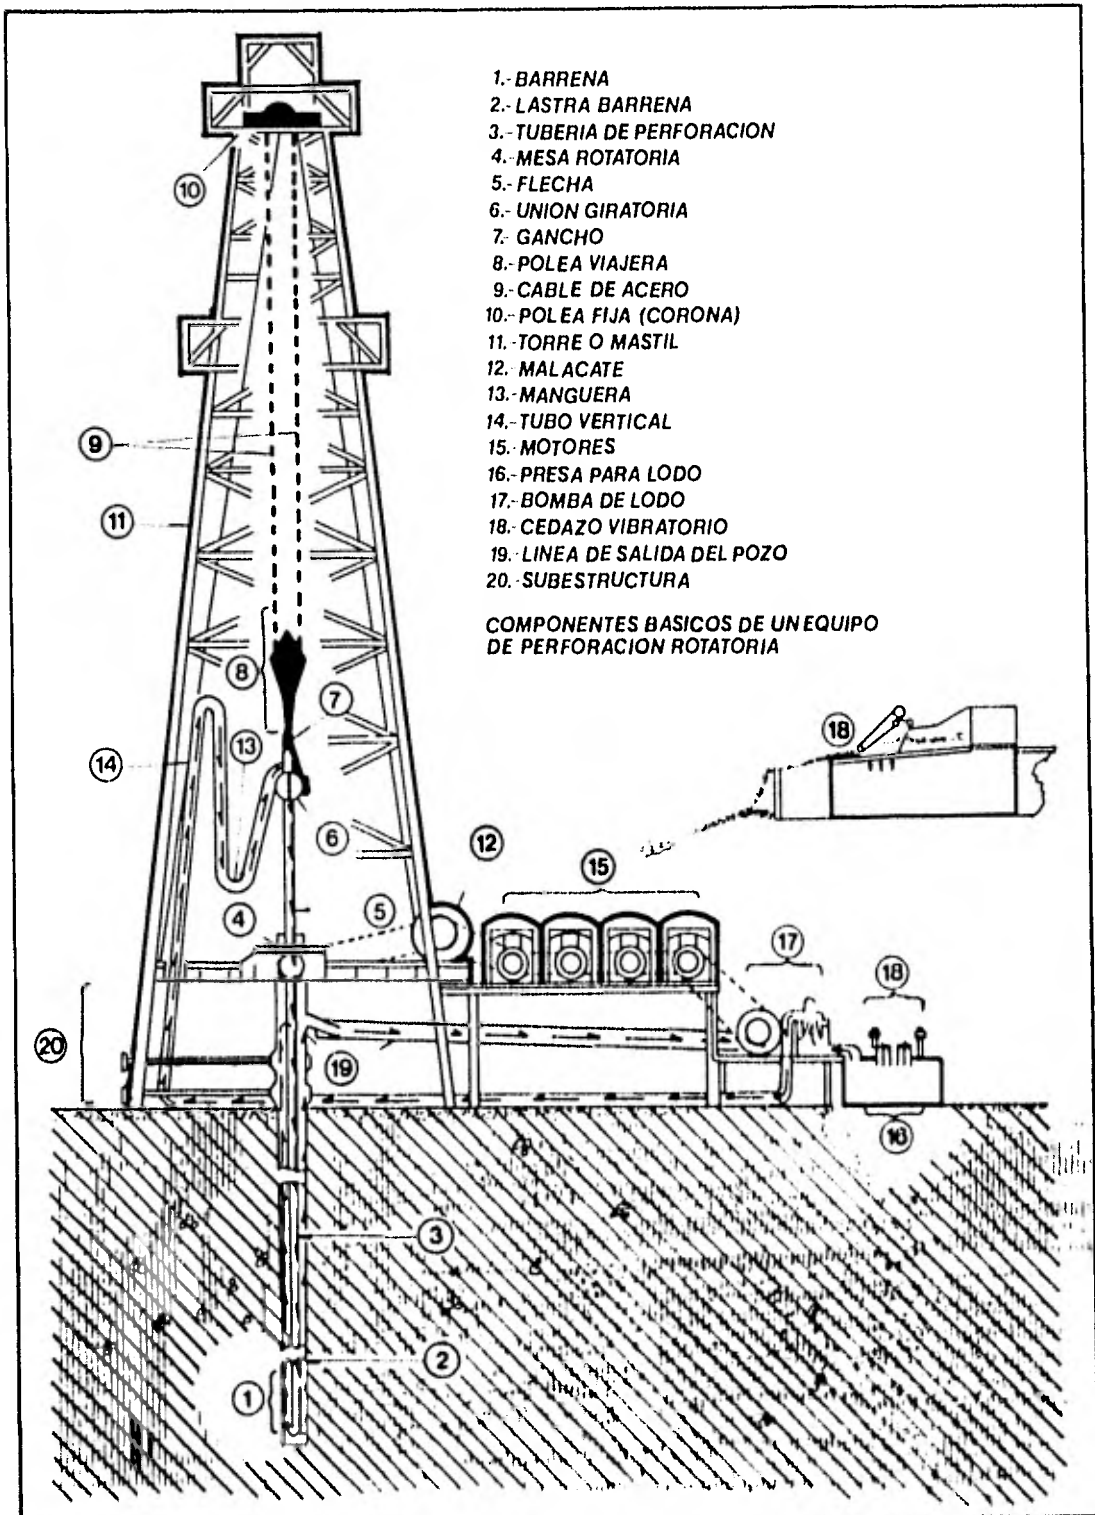 1.- BARRENA
2.- LASTRA BARRENA
3.- TUBERIA DE PERFORACION
4.- MESA ROTATORIA
5.- FLECHA
6.- UNION GIRATORIA
7.- GANCHO
8.- POLEA VIAJERA
9.- CABLE DE ACERO
10.- POLEA FIJA (CORONA)
11.- TORRE O MASTIL
12.- MALACATE
13.- MANGUERA
14.- TUBO VERTICAL
15.- MOTORES
16.- PRESA PARA LODO
17.- BOMBA DE LODO
18.- CEDAZO VIBRATORIO
19.- LINEA DE SALIDA DEL POZO
20.- SUBESTRUCTURA
COMPONENTES BASICOS DE UN EQUIPO
DE PERFORACION ROTATORIA
10
9
11
8
7
18
13
14
6
12
15
4
5
17
18
20
19
16
3
2
1